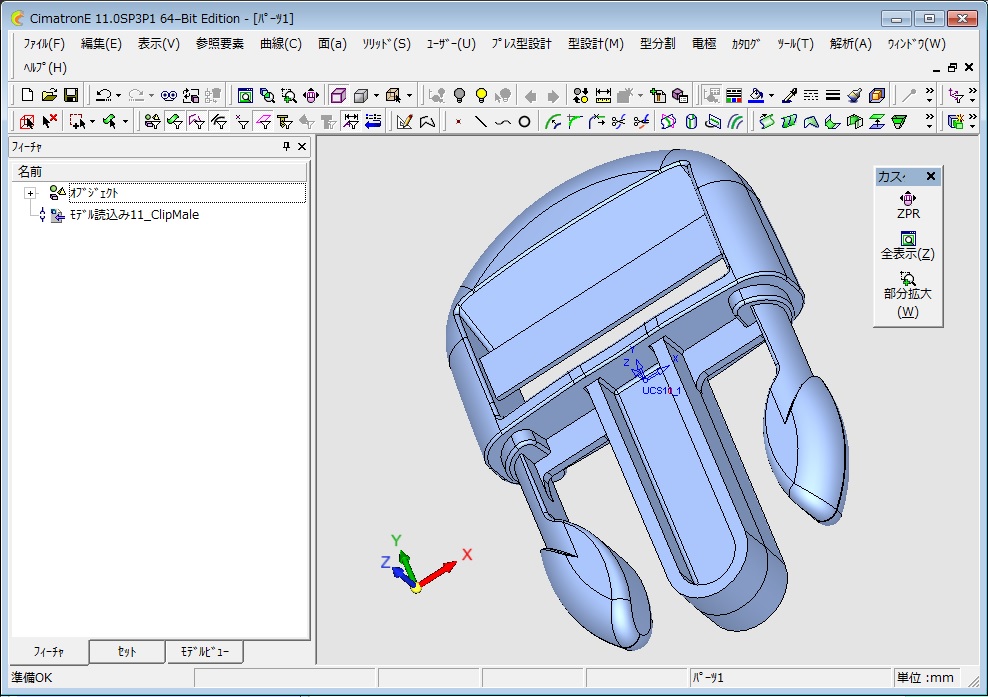 CimatronE 11.0SP3P1 64–Bit Edition - [ﾊﾟｰﾂ1]
ﾌｧｲﾙ(F) 編集(E) 表示(V) 参照要素 曲線(C) 面(a) ｿﾘｯﾄﾞ(S) ﾕｰｻﾞｰ(U) ﾌﾟﾚｽ型設計 型設計(M) 型分割 電極 ｶﾀﾛｸﾞ ﾂｰﾙ(T) 解析(A) ｳｨﾝﾄﾞｳ(W)
ﾍﾙﾌﾟ(H)
ﾌｨｰﾁｬ
名前
ｵﾌﾞｼﾞｪｸﾄ
ﾓﾃﾞﾙ読込み11_ClipMale
ｶｽ･
ZPR
全表示(Z)
部分拡大
(W)
Y
Z
X
UCS10_1
Y
Z
X
ﾌｨｰﾁｬ ｾｯﾄ ﾓﾃﾞﾙﾋﾞｭｰ
準備OK ﾊﾟｰﾂ1 単位 :mm